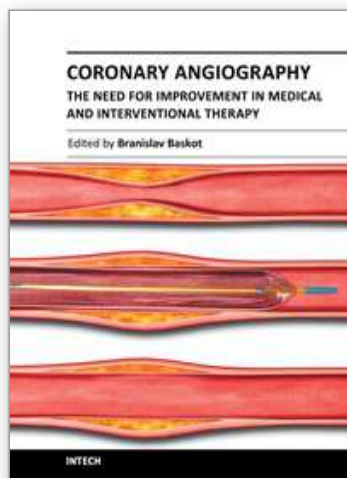 CORONARY ANGIOGRAPHY
THE NEED FOR IMPROVEMENT IN MEDICAL
AND INTERVENTIONAL THERAPY
Edited by Branislav Baskot
INTECH